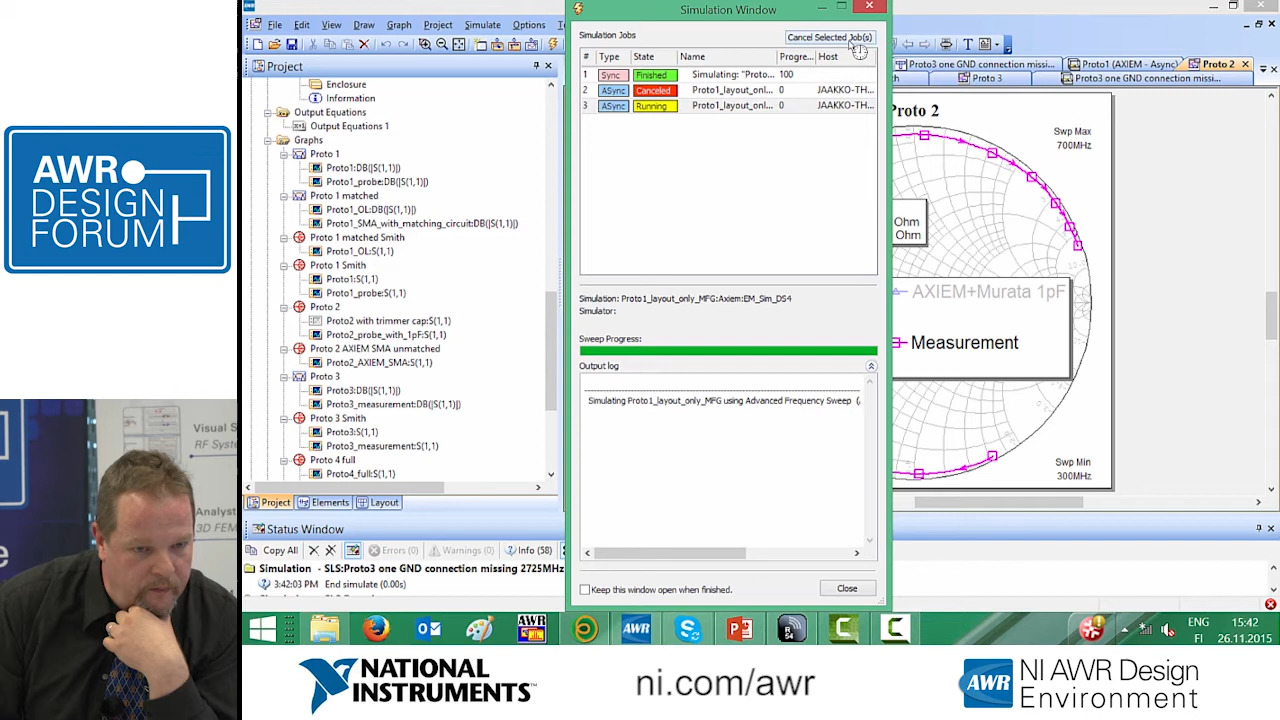 AWR
DESIGN
FORUM
File Edit View Draw Graph Project Simulate Options
Project
Enclosure
Information
Output Equations
Output Equations 1
Graphs
Proto 1
Proto1:DB(|S(1,1)|)
Proto1_probe:DB(|S(1,1)|)
Proto 1 matched
Proto1_OL:DB(|S(1,1)|)
Proto1_SMA_with_matching_circuit:DB(|S(1,1)|)
Proto 1 matched Smith
Proto1_OL:S(1,1)
Proto 1 Smith
Proto1:S(1,1)
Proto1_probe:S(1,1)
Proto 2
Proto2 with trimmer cap:S(1,1)
Proto2_probe_with_1pF:S(1,1)
Proto 2 AXIEM SMA unmatched
Proto2_AXIEM_SMA:S(1,1)
Proto 3
Proto3:DB(|S(1,1)|)
Proto3_measurement:DB(|S(1,1)|)
Proto 3 Smith
Proto3:S(1,1)
Proto3_measurement:S(1,1)
Proto 4 full
Proto4_full:S(1,1)
Project Elements Layout
Status Window
Copy All Errors (0) Warnings (0) Info (58)
Simulation - SLS:Proto3 one GND connection missing 2725MHz
3:42:03 PM End simulate (0.00s)
Simulation Window
Simulation Jobs
Cancel Selected Job(s)
# Type State Name Progre... Host
1 Sync Finished Simulating: "Proto... 100
2 ASync Canceled Proto1_layout_onl... 0 JAAKKO-TH...
3 ASync Running Proto1_layout_onl... 0 JAAKKO-TH...
Simulation: Proto1_layout_only_MFG:Axiem:EM_Sim_DS4
Simulator:
Sweep Progress:
Output log
Simulating Proto1_layout_only_MFG using Advanced Frequency Sweep (
Keep this window open when finished.
Close
Proto3 one GND connection missi...
Proto1 (AXIEM - Async)
Proto 2
Proto 3
Proto3 one GND connection missi...
Proto 2
Swp Max
700MHz
Ohm
Ohm
AXIEM+Murata 1pF
Measurement
Swp Min
300MHz
Visual S
RF Syste
Analyst
3D FEM
AWR
AWR
ENG
FI
15:42
26.11.2015
NATIONAL
INSTRUMENTS™
ni.com/awr
AWR
NI AWR Design
Environment™